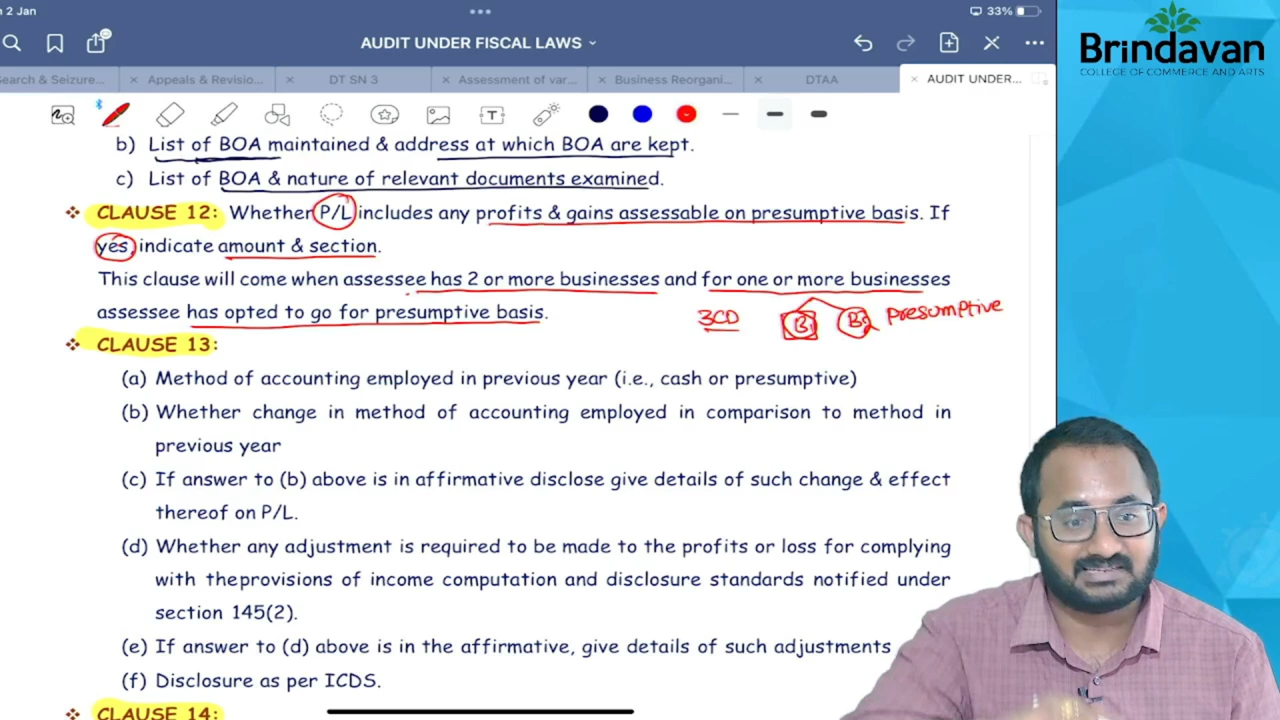 2 Jan
33%
AUDIT UNDER FISCAL LAWS
Brindavan
COLLEGE OF COMMERCE AND ARTS
earch & Seizure...
Appeals & Revisio...
DT SN 3
Assessment of var...
Business Reorgani...
DTAA
AUDIT UNDER...
b) List of BOA maintained & address at which BOA are kept.
c) List of BOA & nature of relevant documents examined.
❖ CLAUSE 12: Whether P/L includes any profits & gains assessable on presumptive basis. If
yes, indicate amount & section.
This clause will come when assessee has 2 or more businesses and for one or more businesses
assessee has opted to go for presumptive basis.
3CD B1 B2 Presumptive
❖ CLAUSE 13:
(a) Method of accounting employed in previous year (i.e., cash or presumptive)
(b) Whether change in method of accounting employed in comparison to method in
previous year
(c) If answer to (b) above is in affirmative disclose give details of such change & effect
thereof on P/L.
(d) Whether any adjustment is required to be made to the profits or loss for complying
with theprovisions of income computation and disclosure standards notified under
section 145(2).
(e) If answer to (d) above is in the affirmative, give details of such adjustments
(f) Disclosure as per ICDS.
❖ CLAUSE 14: